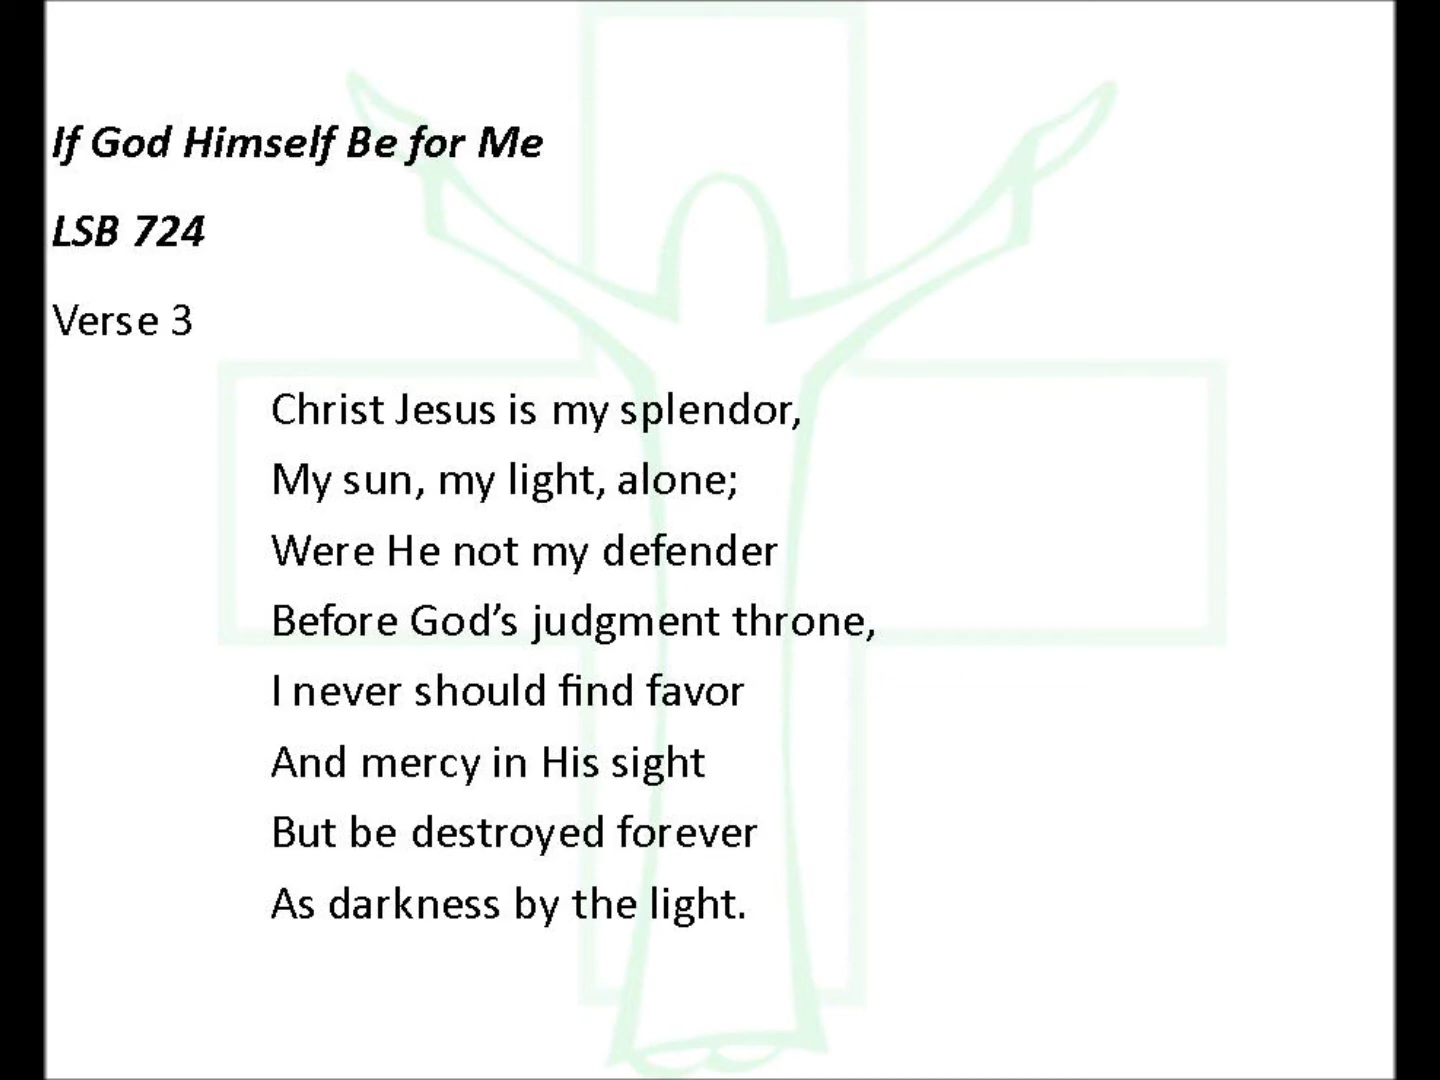 If God Himself Be for Me
LSB 724
Verse 3
Christ Jesus is my splendor,
My sun, my light, alone;
Were He not my defender
Before God’s judgment throne,
I never should find favor
And mercy in His sight
But be destroyed forever
As darkness by the light.